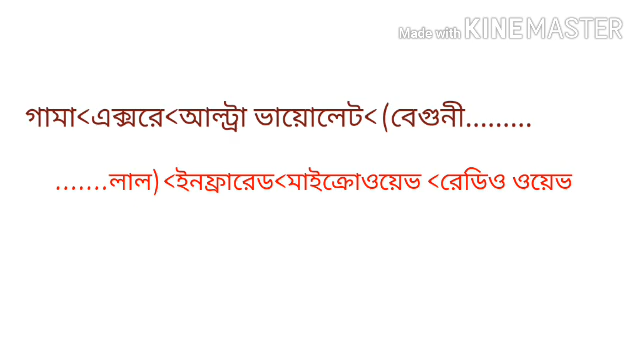 Made with KINEMASTER
গামা<এক্সরে<আল্ট্রা ভায়োলেট<(বেগুনী.........
.......লাল)<ইনফ্রারেড<মাইক্রোওয়েভ <রেডিও ওয়েভ